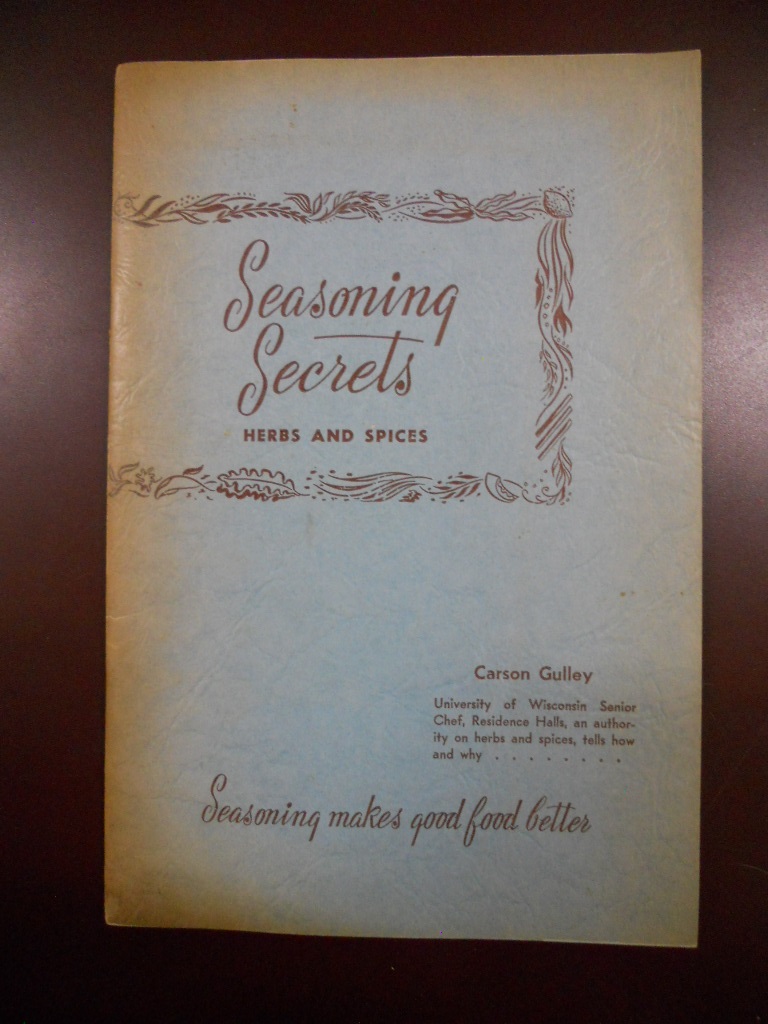 Seasoning
Secrets
HERBS AND SPICES
Carson Gulley
University of Wisconsin Senior
Chef, Residence Halls, an author-
ity on herbs and spices, tells how
and why . . . . . . . .
Seasoning makes good food better